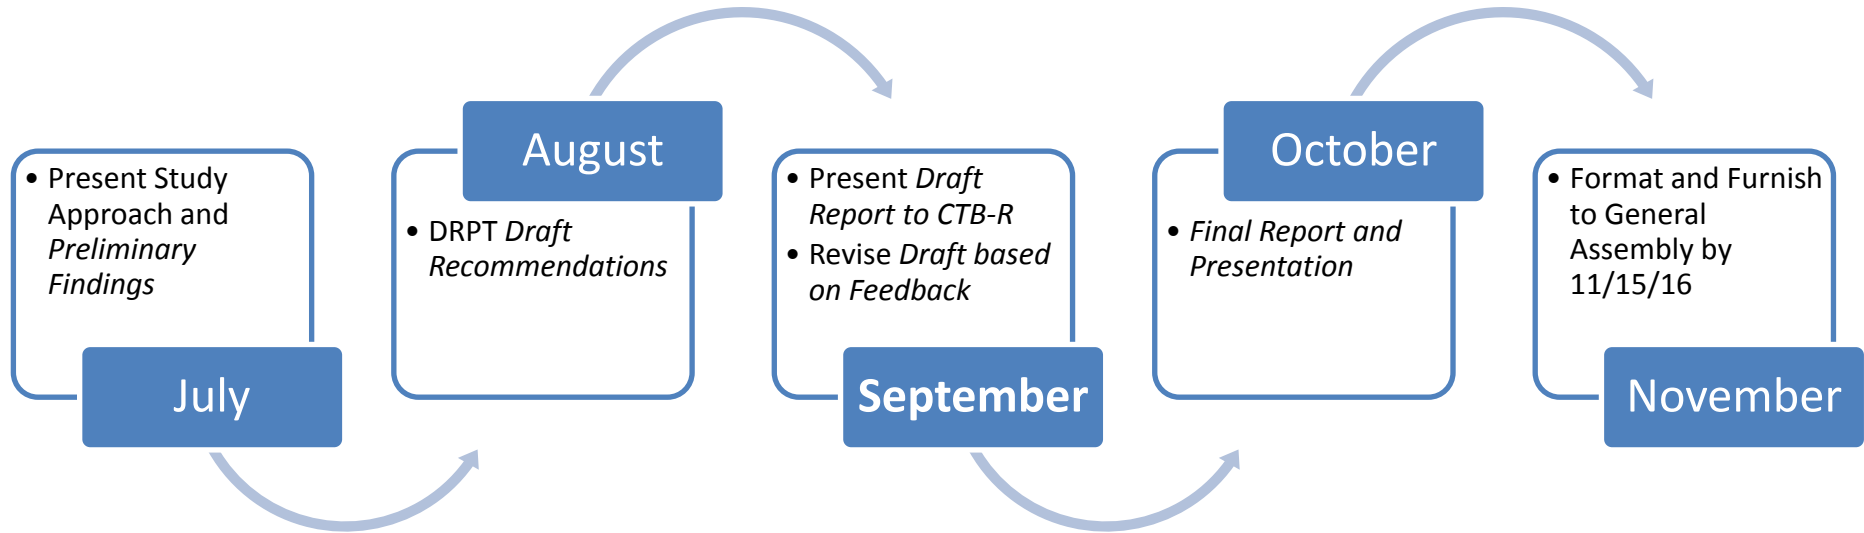 • Present Study
Approach and
Preliminary
Findings
July
August
• DRPT Draft
Recommendations
• Present Draft
Report to CTB-R
• Revise Draft based
on Feedback
September
October
• Final Report and
Presentation
• Format and Furnish
to General
Assembly by
11/15/16
November